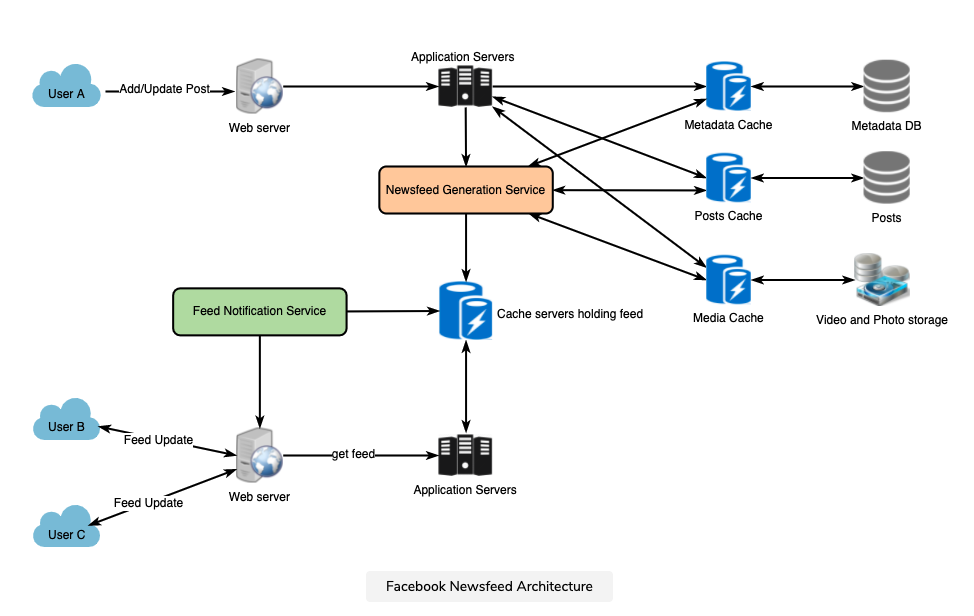 Application Servers
User A
Add/Update Post
Web server
Metadata Cache
Metadata DB
Newsfeed Generation Service
Posts Cache
Posts
Feed Notification Service
Cache servers holding feed
Media Cache
Video and Photo storage
User B
Feed Update
get feed
Web server
Application Servers
Feed Update
User C
Facebook Newsfeed Architecture